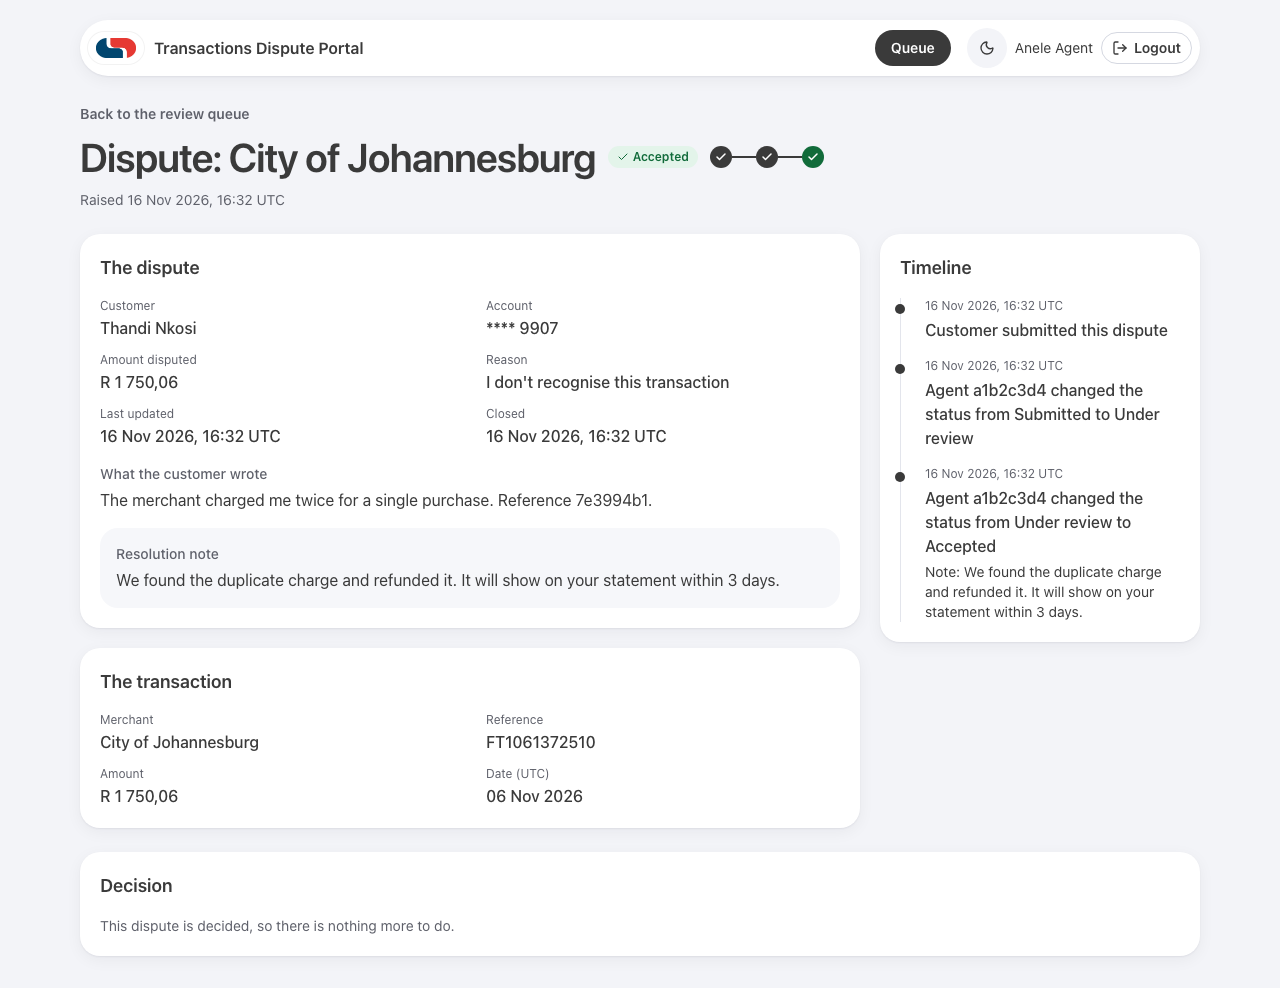 Transactions Dispute Portal
Queue
Anele Agent
Logout
Back to the review queue
Dispute: City of Johannesburg
Accepted
Raised 16 Nov 2026, 16:32 UTC
The dispute
Customer
Thandi Nkosi
Account
**** 9907
Amount disputed
R 1 750,06
Reason
I don't recognise this transaction
Last updated
16 Nov 2026, 16:32 UTC
Closed
16 Nov 2026, 16:32 UTC
What the customer wrote
The merchant charged me twice for a single purchase. Reference 7e3994b1.
Resolution note
We found the duplicate charge and refunded it. It will show on your statement within 3 days.
Timeline
16 Nov 2026, 16:32 UTC
Customer submitted this dispute
16 Nov 2026, 16:32 UTC
Agent a1b2c3d4 changed the
status from Submitted to Under
review
16 Nov 2026, 16:32 UTC
Agent a1b2c3d4 changed the
status from Under review to
Accepted
Note: We found the duplicate charge
and refunded it. It will show on your
statement within 3 days.
The transaction
Merchant
City of Johannesburg
Reference
FT1061372510
Amount
R 1 750,06
Date (UTC)
06 Nov 2026
Decision
This dispute is decided, so there is nothing more to do.